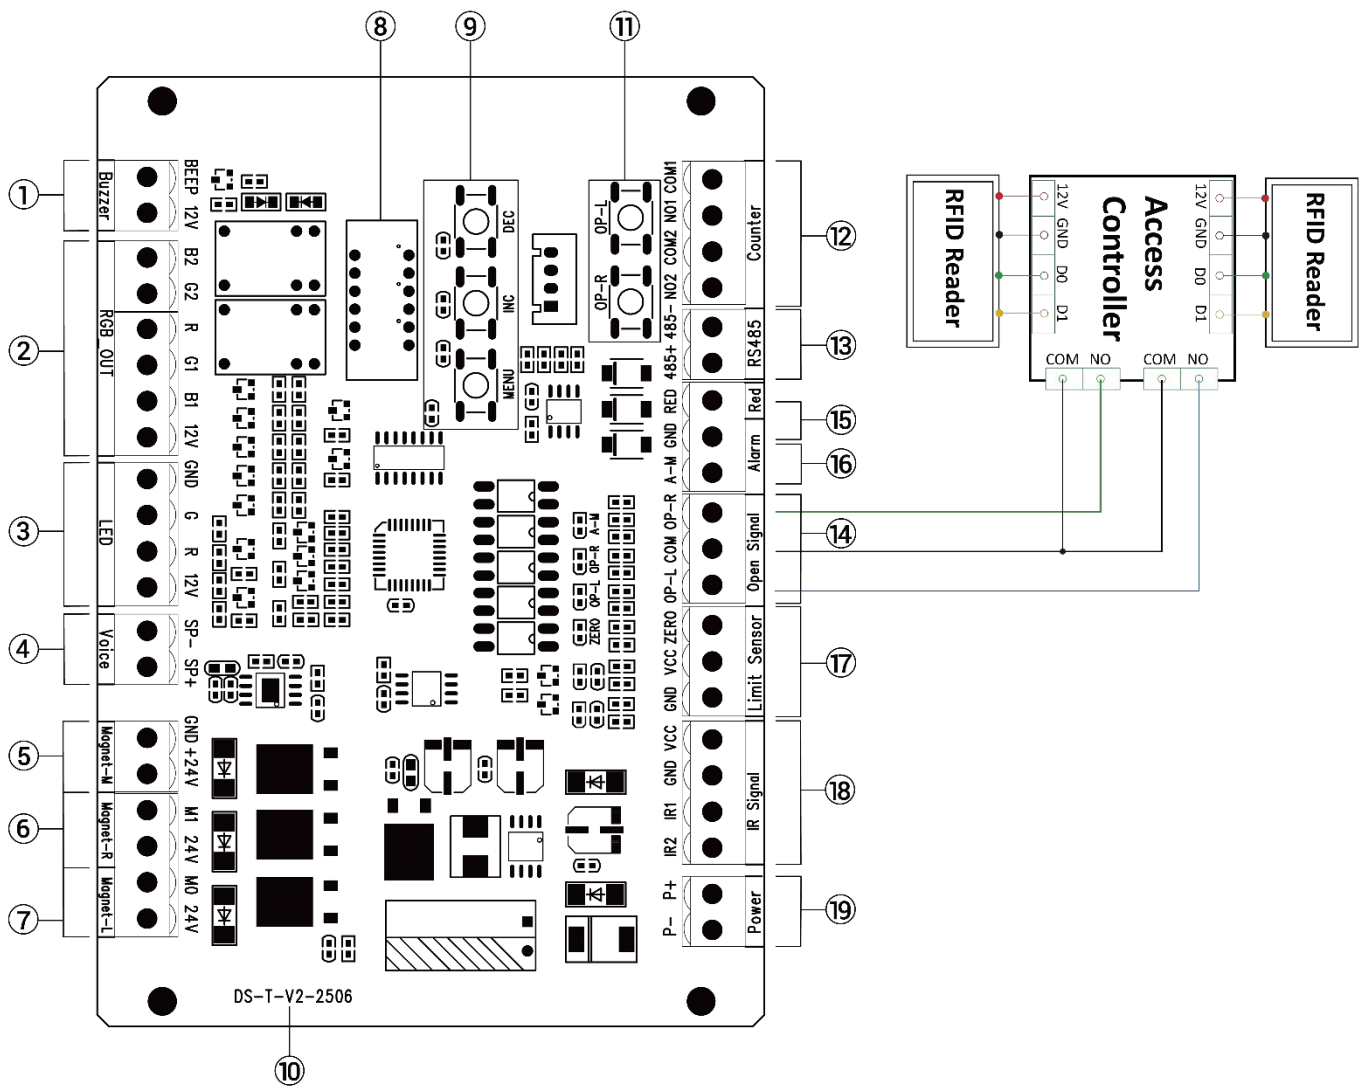 ⑧
⑨
⑪
①
Buzzer
BEEP
12V
②
RGB OUT
B2
G2
R
G1
B1
12V
③
LED
GND
G
R
12V
④
Voice
SP-
SP+
⑤
Magnet-M
GND
+24V
⑥
Magnet-R
M1
24V
⑦
Magnet-L
M0
24V
DEC
INC
MENU
OP-L
OP-R
A-M
OP-R
OP-L
ZERO
COM1
NO1
COM2
NO2
Counter
⑫
485-
485+
RS485
⑬
RED
Red
⑮
GND
A-M
Alarm
⑯
OP-R
COM
OP-L
Open Signal
⑭
ZERO
VCC
GND
Limit Sensor
⑰
VCC
GND
IR1
IR2
IR Signal
⑱
P+
P-
Power
⑲
DS-T-V2-2506
⑩
RFID Reader
12V
GND
D0
D1
Access
Controller
12V
GND
D0
D1
RFID Reader
COM NO
COM NO